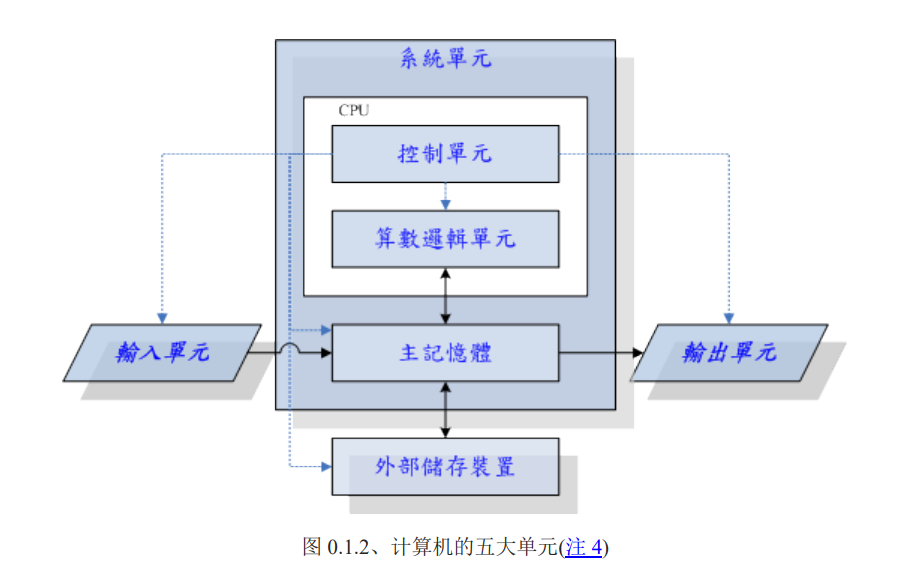 系統單元
CPU
控制單元
算數邏輯單元
輸入單元
主記憶體
輸出單元
外部儲存裝置
图 0.1.2、计算机的五大单元(注 4)